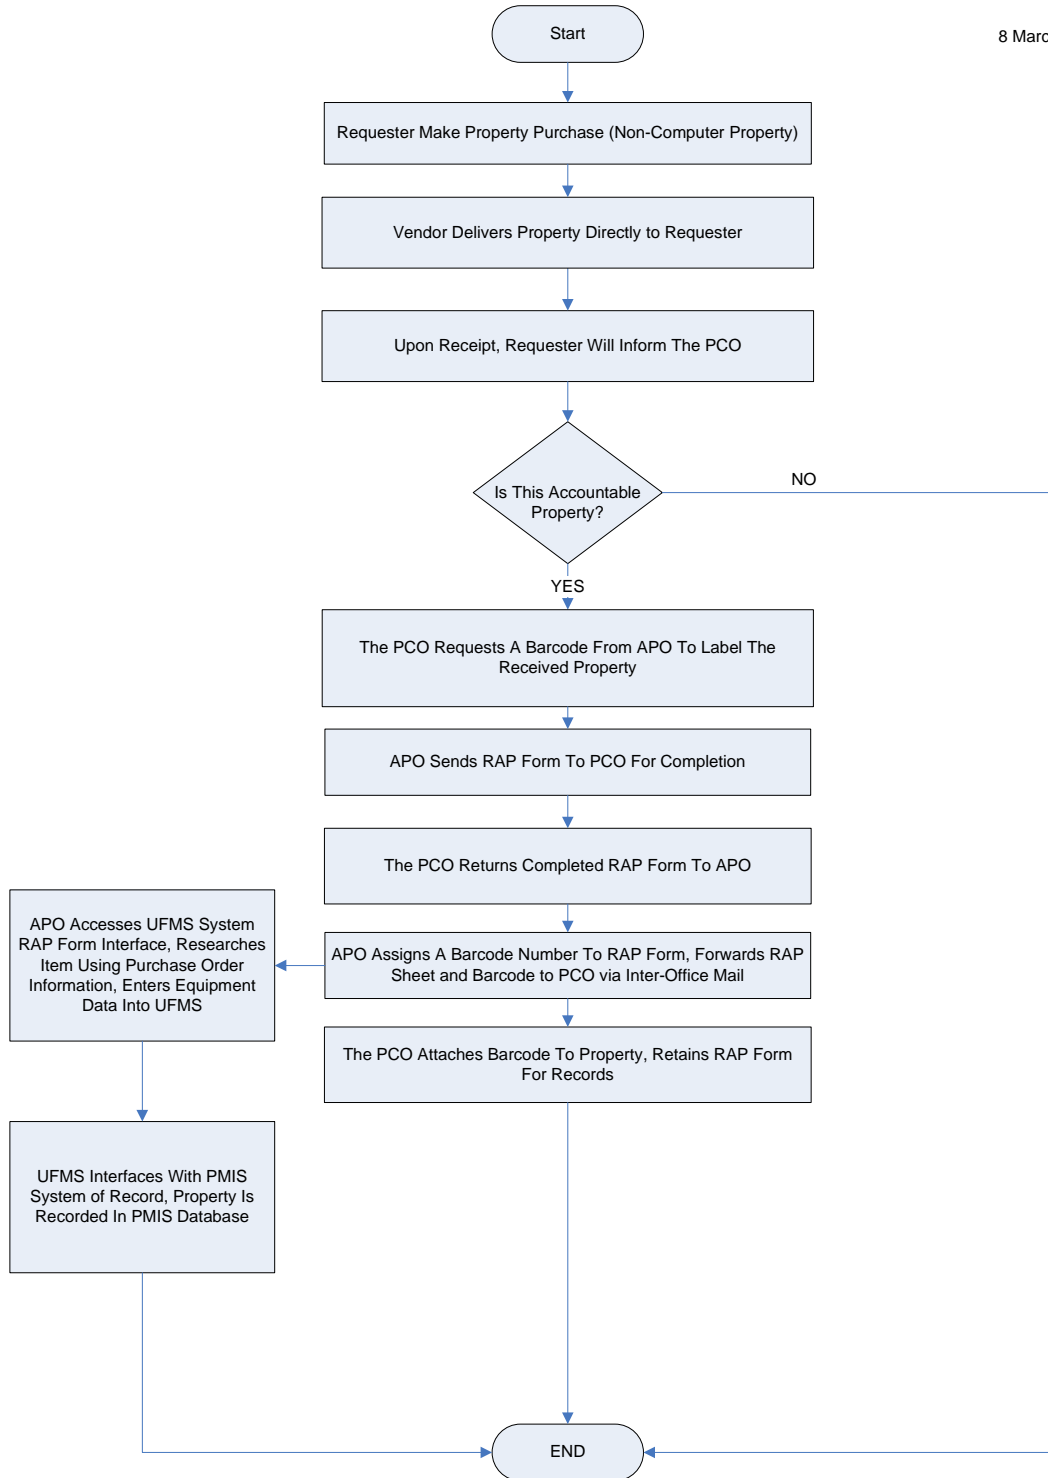 Start
8 Marc
Requester Make Property Purchase (Non-Computer Property)
Vendor Delivers Property Directly to Requester
Upon Receipt, Requester Will Inform The PCO
Is This Accountable
Property?
NO
YES
The PCO Requests A Barcode From APO To Label The
Received Property
APO Sends RAP Form To PCO For Completion
The PCO Returns Completed RAP Form To APO
APO Assigns A Barcode Number To RAP Form, Forwards RAP
Sheet and Barcode to PCO via Inter-Office Mail
APO Accesses UFMS System
RAP Form Interface, Researches
Item Using Purchase Order
Information, Enters Equipment
Data Into UFMS
The PCO Attaches Barcode To Property, Retains RAP Form
For Records
UFMS Interfaces With PMIS
System of Record, Property Is
Recorded In PMIS Database
END